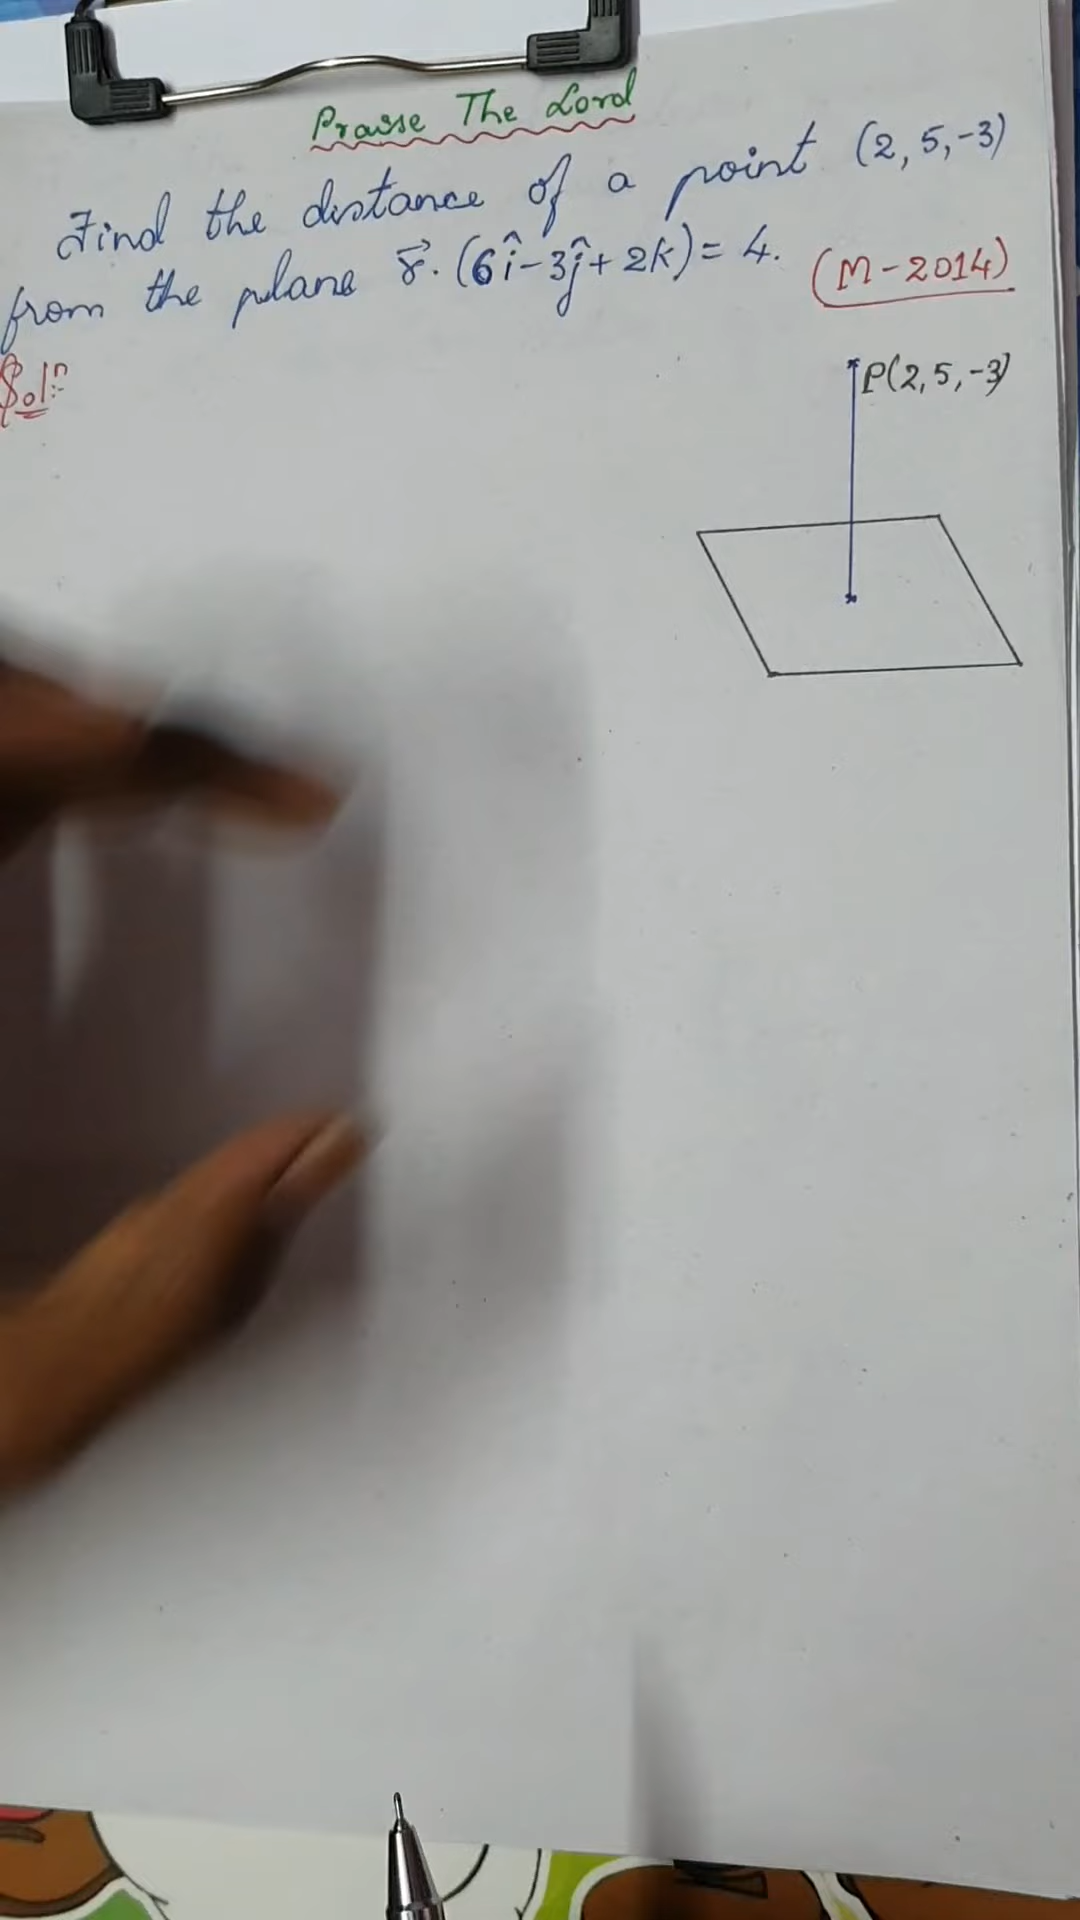 Praise The Lord
Find the distance of a point (2, 5, -3)
from the plane r⃗. (6î - 3ĵ + 2k) = 4. (M-2014)
Solⁿ:-
P(2, 5, -3)